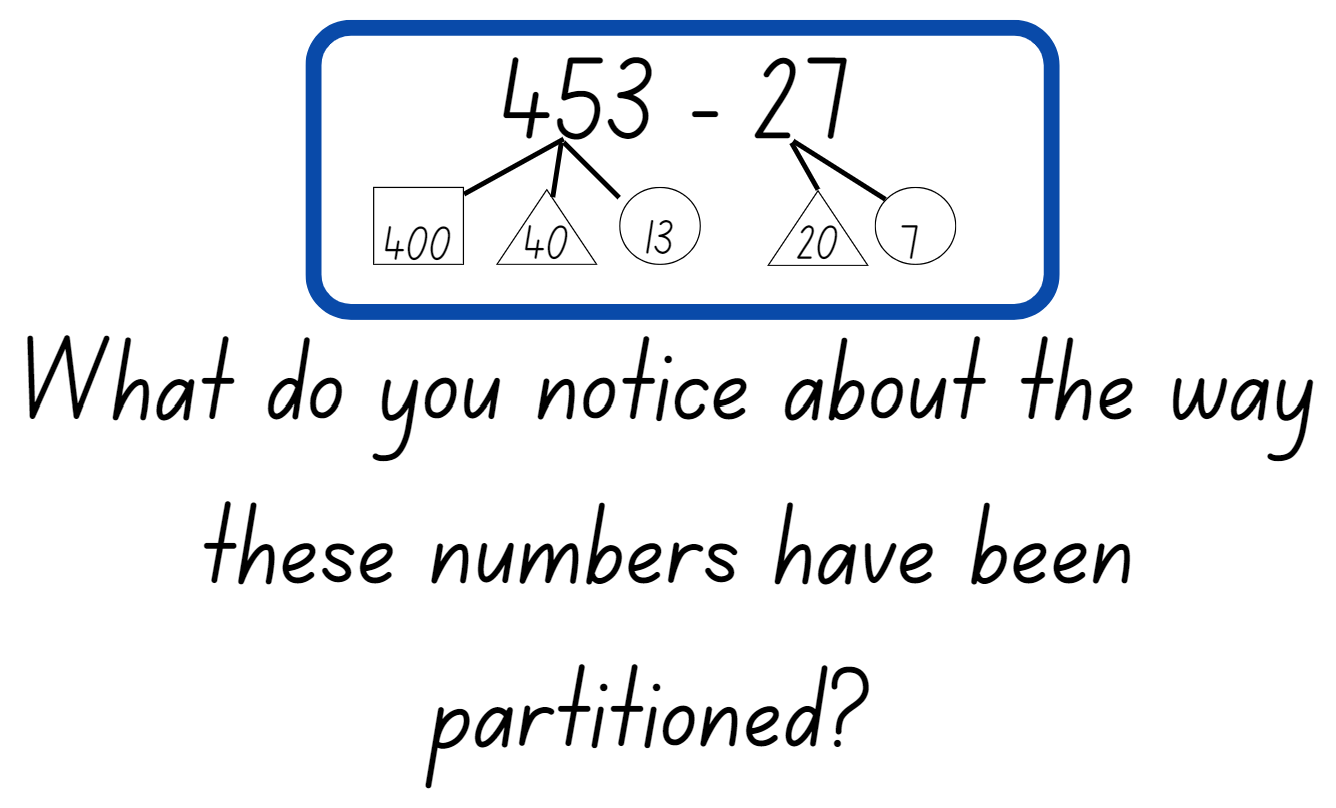 453 - 27
400 40 13 20 7
What do you notice about the way
these numbers have been
partitioned?